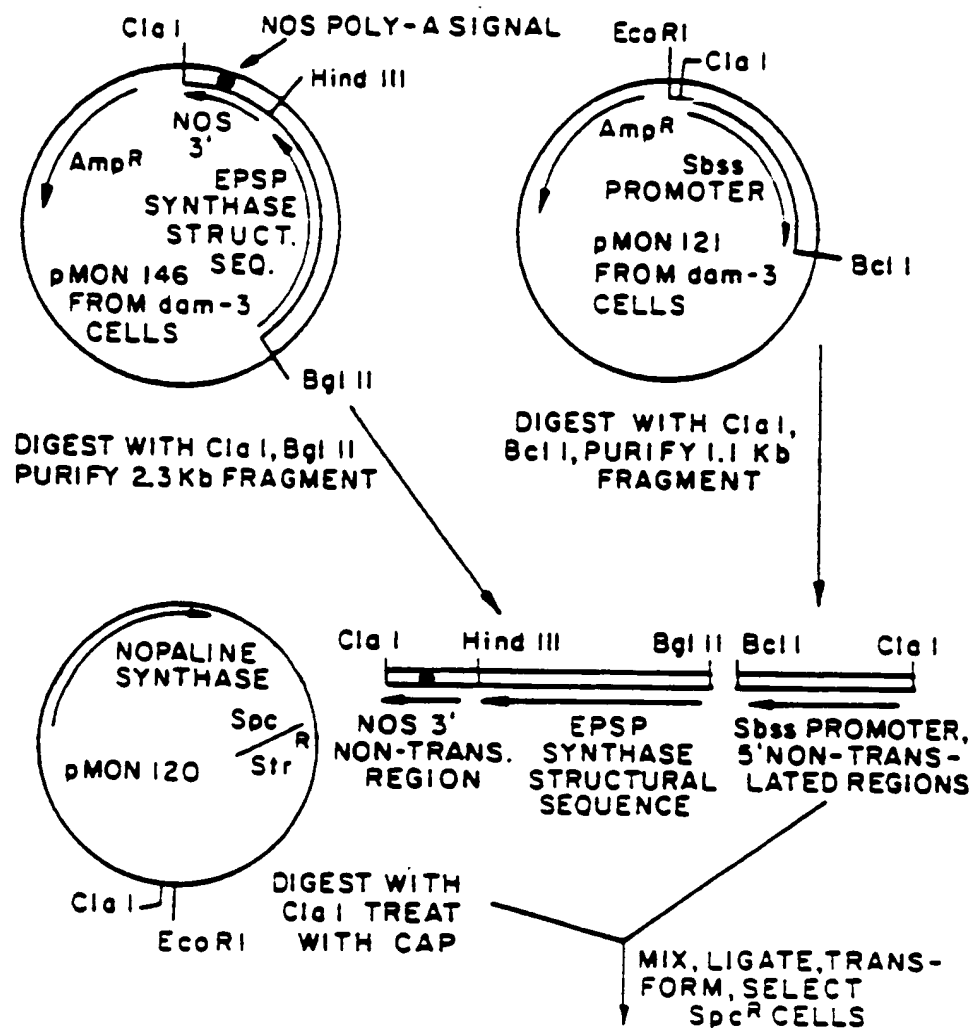 Cla I
NOS POLY-A SIGNAL
Hind III
NOS
3'
AmpR
EPSP
SYNTHASE
STRUCT.
SEQ.
pMON 146
FROM dam-3
CELLS
Bgl II
EcoRI
Cla I
AmpR
Sbss
PROMOTER
pMON 121
FROM dam-3
CELLS
Bcl I
DIGEST WITH Cla I, Bgl II
PURIFY 2.3 Kb FRAGMENT
DIGEST WITH Cla I,
Bcl I, PURIFY 1.1 Kb
FRAGMENT
NOPALINE
SYNTHASE
Spc
R
Str
pMON 120
Cla I
EcoRI
Cla I
Hind III
Bgl II
Bcl I
Cla I
NOS 3'
NON-TRANS.
REGION
EPSP
SYNTHASE
STRUCTURAL
SEQUENCE
Sbss PROMOTER,
5' NON-TRANS-
LATED REGIONS
DIGEST WITH
Cla I TREAT
WITH CAP
MIX, LIGATE, TRANS-
FORM, SELECT
SpcR CELLS